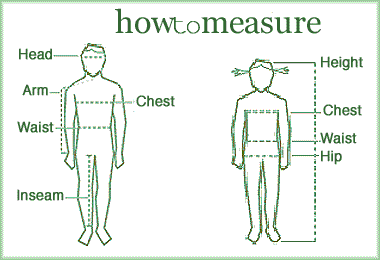 howtomeasure
Head
Arm
Chest
Waist
Inseam
Height
Chest
Waist
Hip